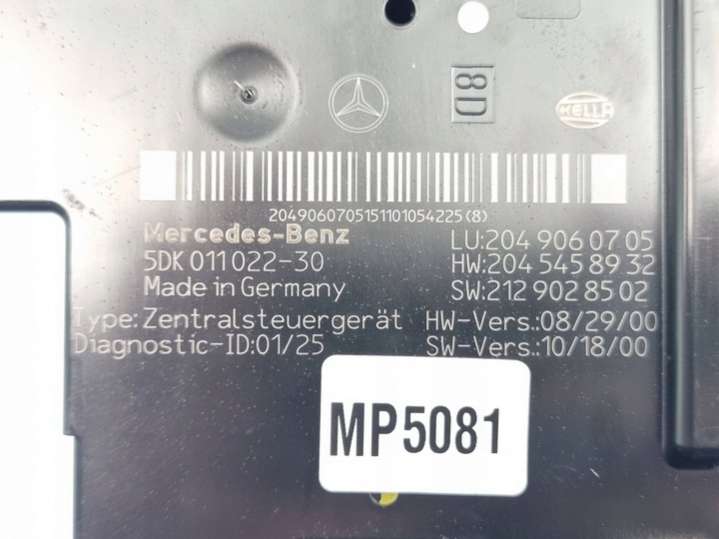 8D
HELLA
2049060705151101054225(8)
Mercedes-Benz LU:204 906 07 05
5DK 011 022-30 HW:204 545 89 32
Made in Germany SW:212 902 85 02
Type:Zentralsteuergerät HW-Vers.:08/29/00
Diagnostic-ID:01/25 SW-Vers.:10/18/00
MP5081